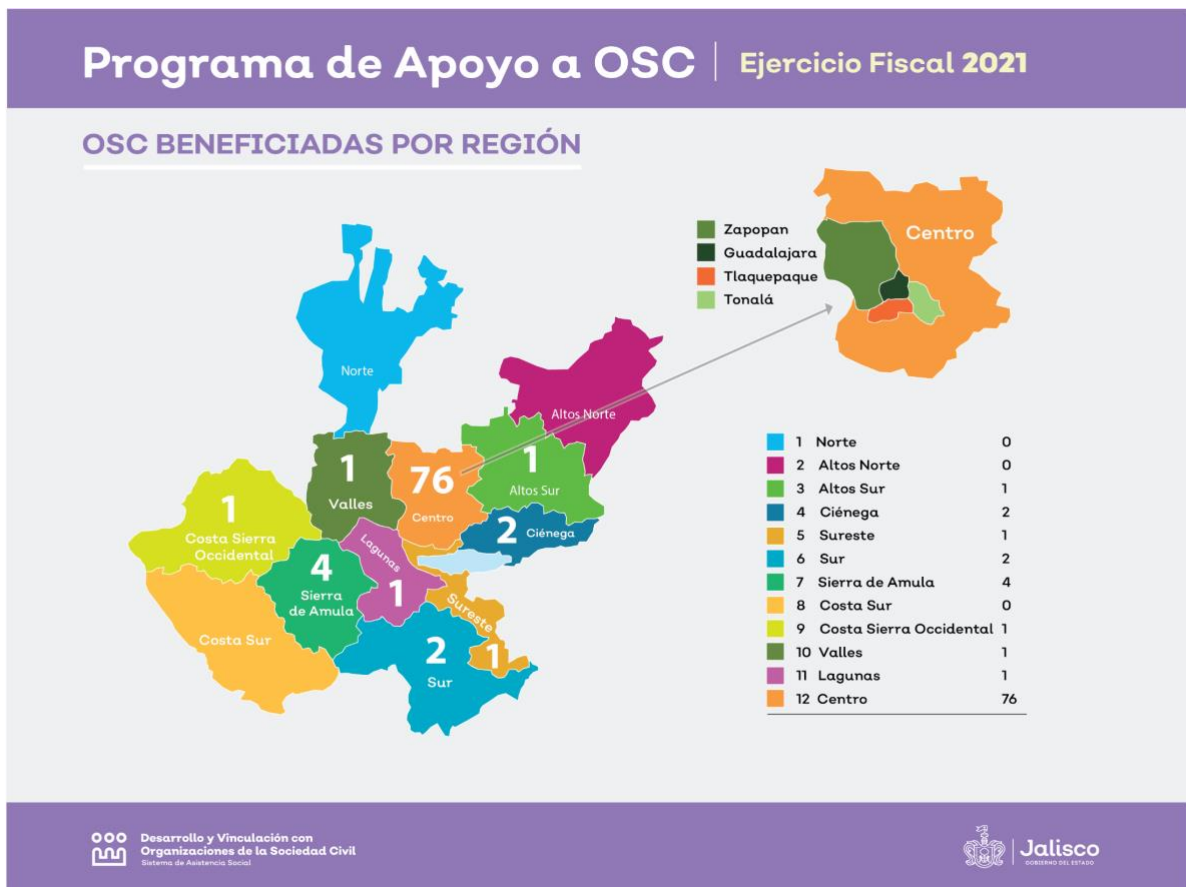 Programa de Apoyo a OSC | Ejercicio Fiscal 2021
OSC BENEFICIADAS POR REGIÓN
Zapopan
Guadalajara
Tlaquepaque
Tonalá
Centro
Norte
Altos Norte
1
Altos Sur
1
Valles
76
Centro
2 Ciénega
1
Costa Sierra
Occidental
Lagunas
1
4
Sierra
de Amula
Sureste
1
Costa Sur
2
Sur
1 Norte 0
2 Altos Norte 0
3 Altos Sur 1
4 Ciénega 2
5 Sureste 1
6 Sur 2
7 Sierra de Amula 4
8 Costa Sur 0
9 Costa Sierra Occidental 1
10 Valles 1
11 Lagunas 1
12 Centro 76
Desarrollo y Vinculación con
Organizaciones de la Sociedad Civil
Sistema de Asistencia Social
Jalisco
GOBIERNO DEL ESTADO